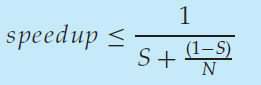 speedup ≤ 1 / (S + (1−S)/N)